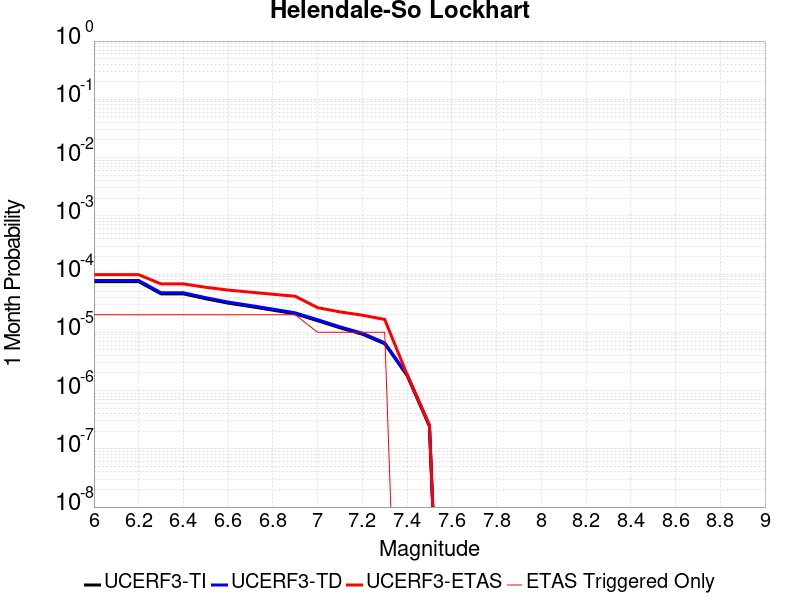 Helendale-So Lockhart
10^0
10^-1
10^-2
10^-3
10^-4
10^-5
10^-6
10^-7
10^-8
1 Month Probability
6 6.2 6.4 6.6 6.8 7 7.2 7.4 7.6 7.8 8 8.2 8.4 8.6 8.8 9
Magnitude
UCERF3-TI UCERF3-TD UCERF3-ETAS ETAS Triggered Only